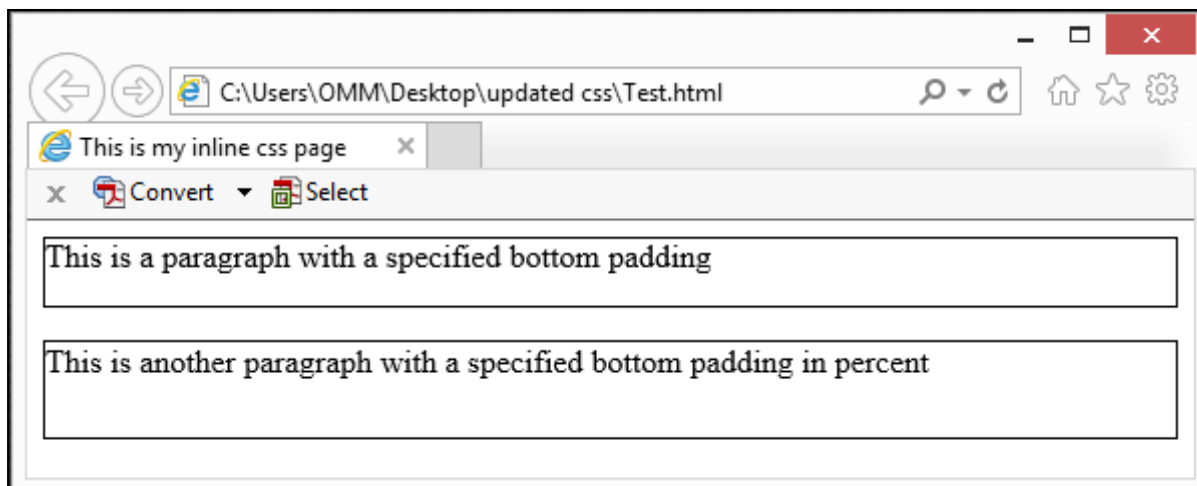 C:\Users\OMM\Desktop\updated css\Test.html
This is my inline css page
Convert Select
This is a paragraph with a specified bottom padding
This is another paragraph with a specified bottom padding in percent